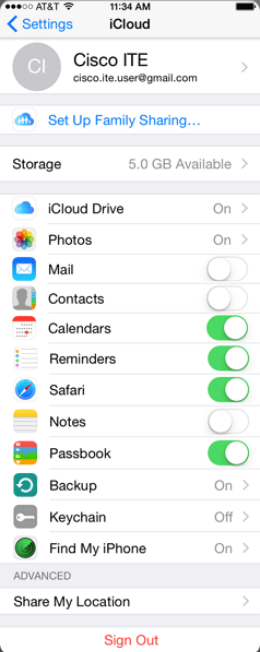 AT&T 11:34 AM
Settings iCloud
CI
Cisco ITE
cisco.ite.user@gmail.com
Set Up Family Sharing...
Storage 5.0 GB Available
iCloud Drive On
Photos On
Mail
Contacts
Calendars
Reminders
Safari
Notes
Passbook
Backup On
Keychain Off
Find My iPhone On
ADVANCED
Share My Location
Sign Out